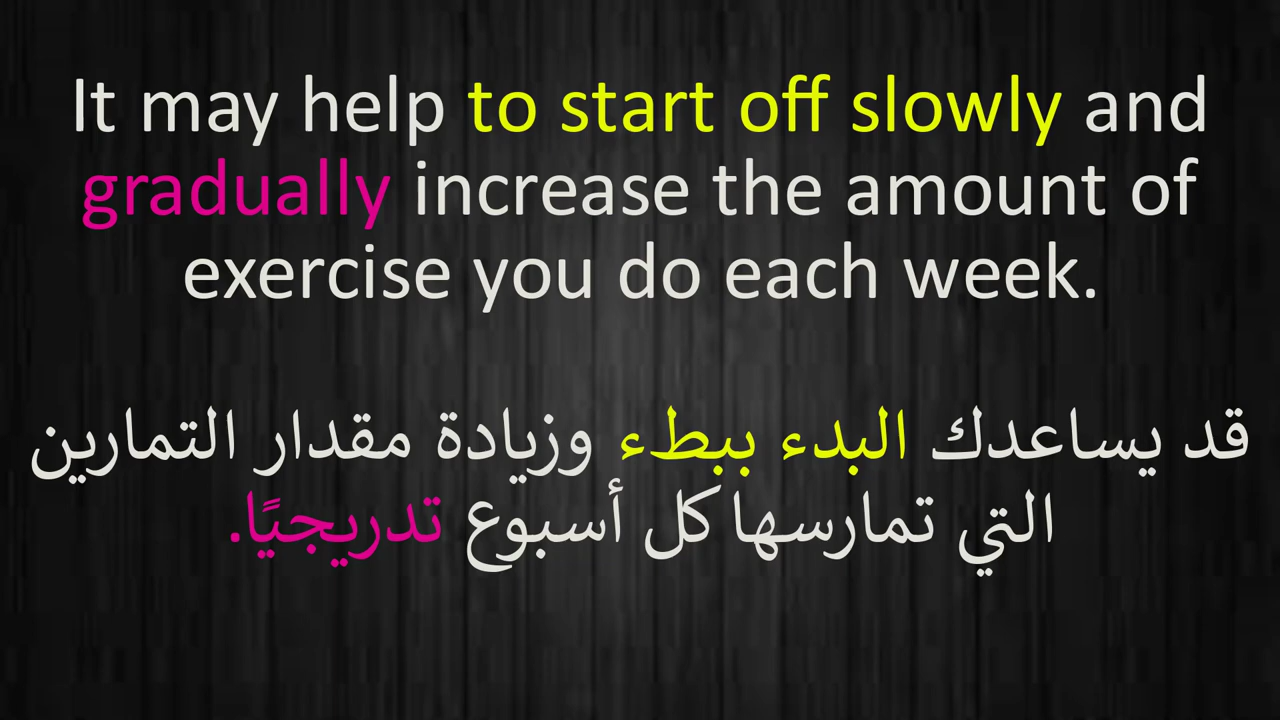 It may help to start off slowly and
gradually increase the amount of
exercise you do each week.
قد يساعدك البدء ببطء وزيادة مقدار التمارين
التي تمارسها كل أسبوع تدريجيًا.